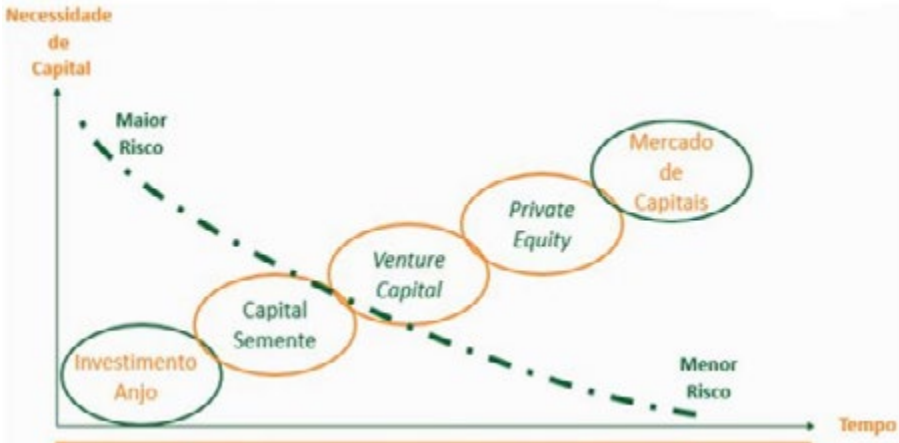 Necessidade
de
Capital
Maior
Risco
Mercado
de
Capitais
Private
Equity
Venture
Capital
Capital
Semente
Investimento
Anjo
Menor
Risco
Tempo